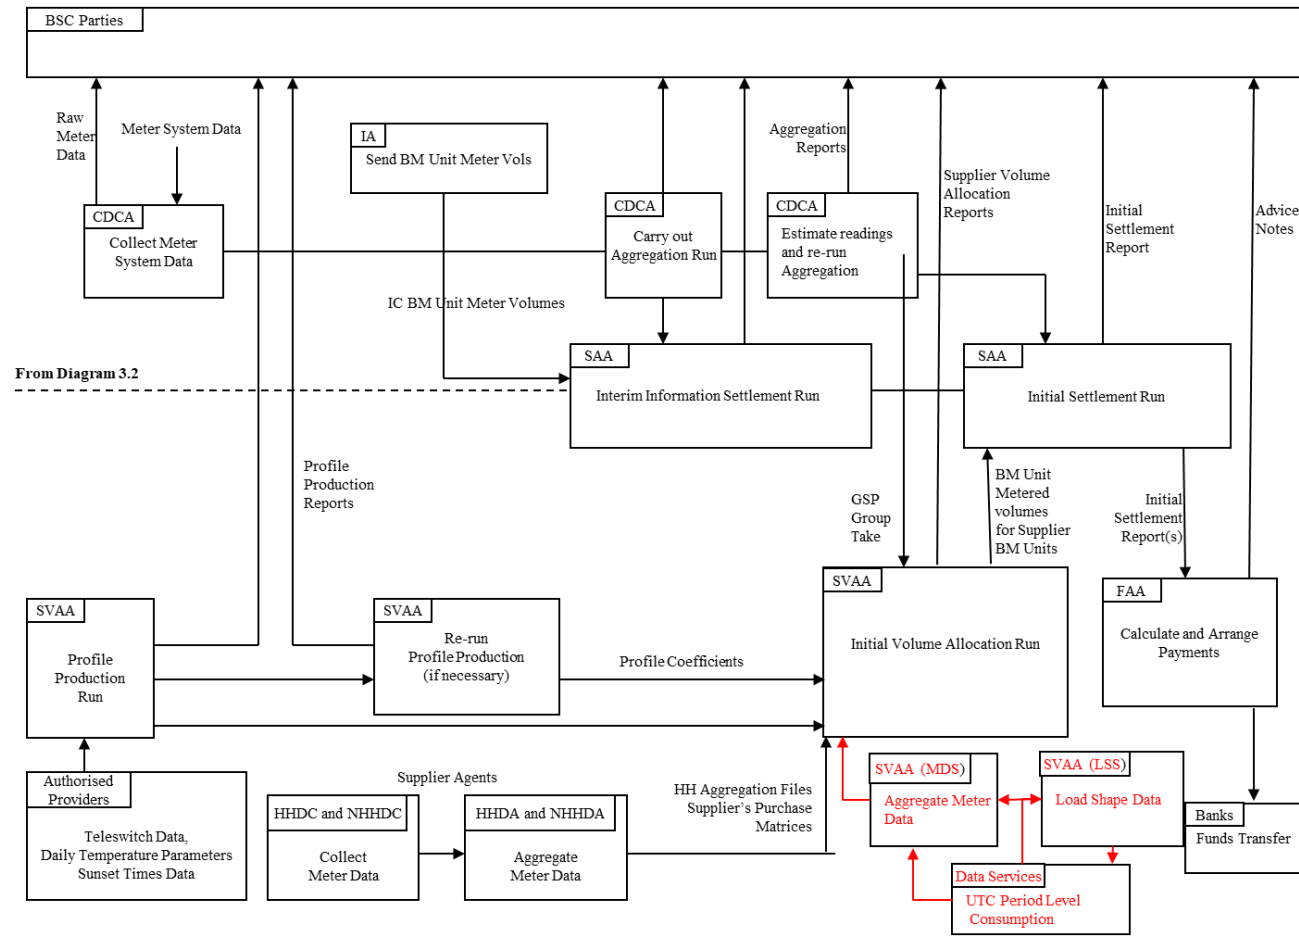 BSC Parties
Raw
Meter
Data
Meter System Data
IA
Send BM Unit Meter Vols
Aggregation
Reports
Supplier Volume
Allocation
Reports
Initial
Settlement
Report
Advice
Notes
CDCA
Collect Meter
System Data
CDCA
Carry out
Aggregation Run
CDCA
Estimate readings
and re-run
Aggregation
IC BM Unit Meter Volumes
From Diagram 3.2
SAA
Interim Information Settlement Run
SAA
Initial Settlement Run
Profile
Production
Reports
GSP
Group
Take
BM Unit
Metered
volumes
for Supplier
BM Units
Initial
Settlement
Report(s)
SVAA
Profile
Production
Run
SVAA
Re-run
Profile Production
(if necessary)
Profile Coefficients
SVAA
Initial Volume Allocation Run
FAA
Calculate and Arrange
Payments
Authorised
Providers
Teleswitch Data,
Daily Temperature Parameters
Sunset Times Data
Supplier Agents
HHDC and NHHDC
Collect
Meter Data
HHDA and NHHDA
Aggregate
Meter Data
HH Aggregation Files
Supplier's Purchase
Matrices
SVAA (MDS)
Aggregate Meter
Data
SVAA (LSS)
Load Shape Data
Banks
Funds Transfer
Data Services
UTC Period Level
Consumption